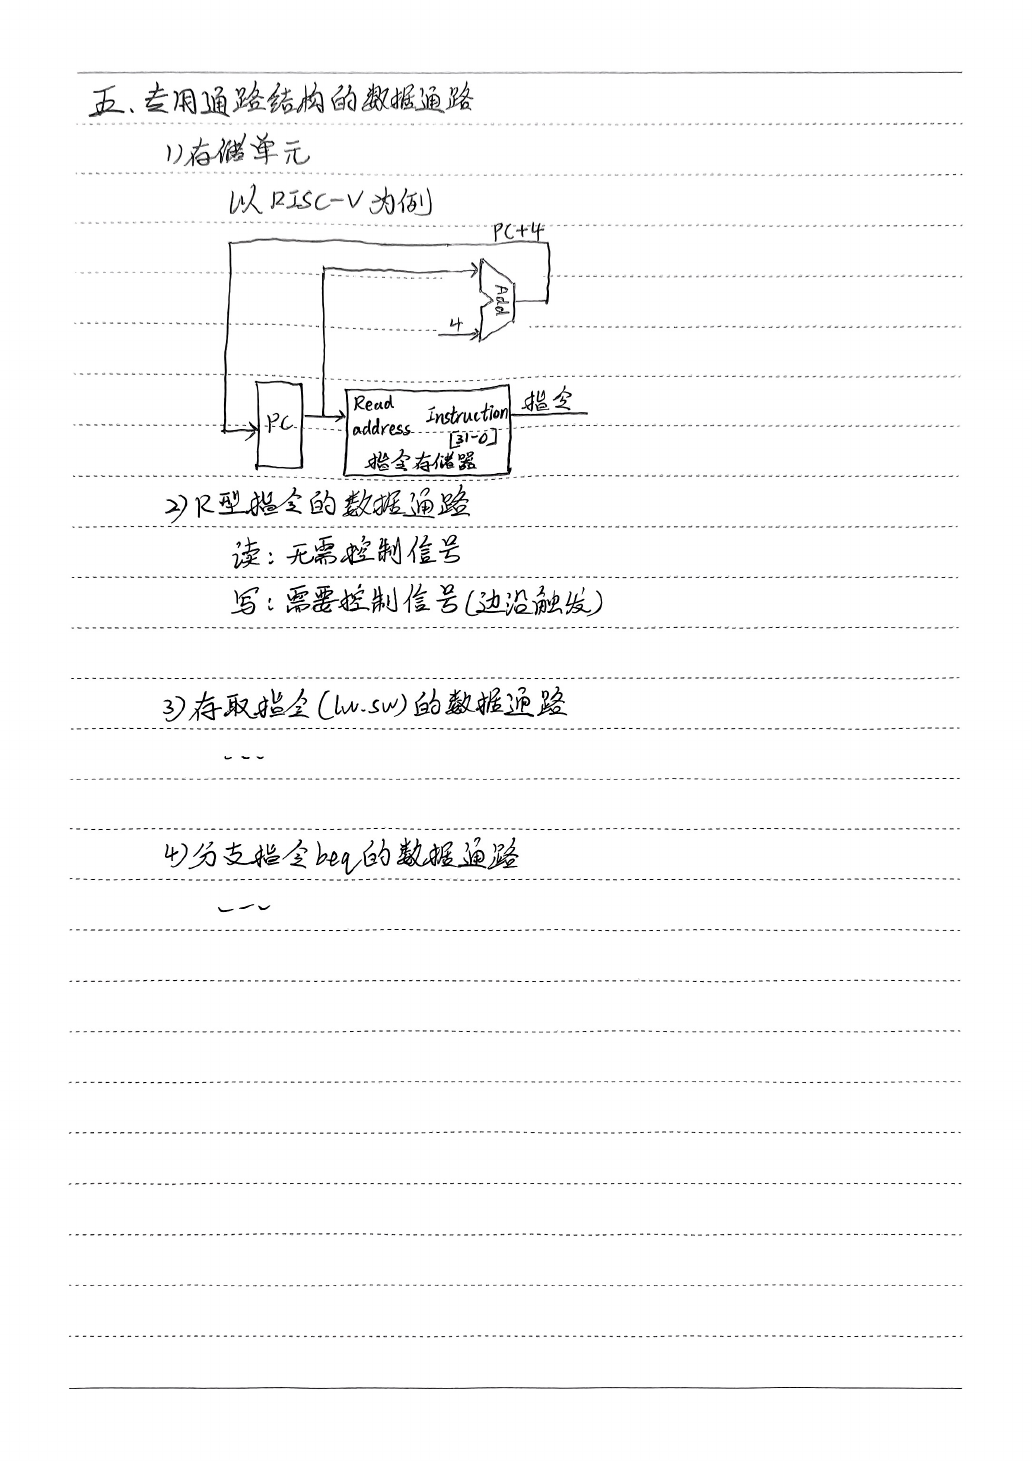 五、专用通路结构的数据通路
1)存储单元
以RISC-V为例
PC+4
Add
4
PC
Read
address
Instruction
[31-0]
指令存储器
指令
2)R型指令的数据通路
读：无需控制信号
写：需要控制信号(边沿触发)
3)存取指令(lw.sw)的数据通路
...
4)分支指令beq的数据通路
...